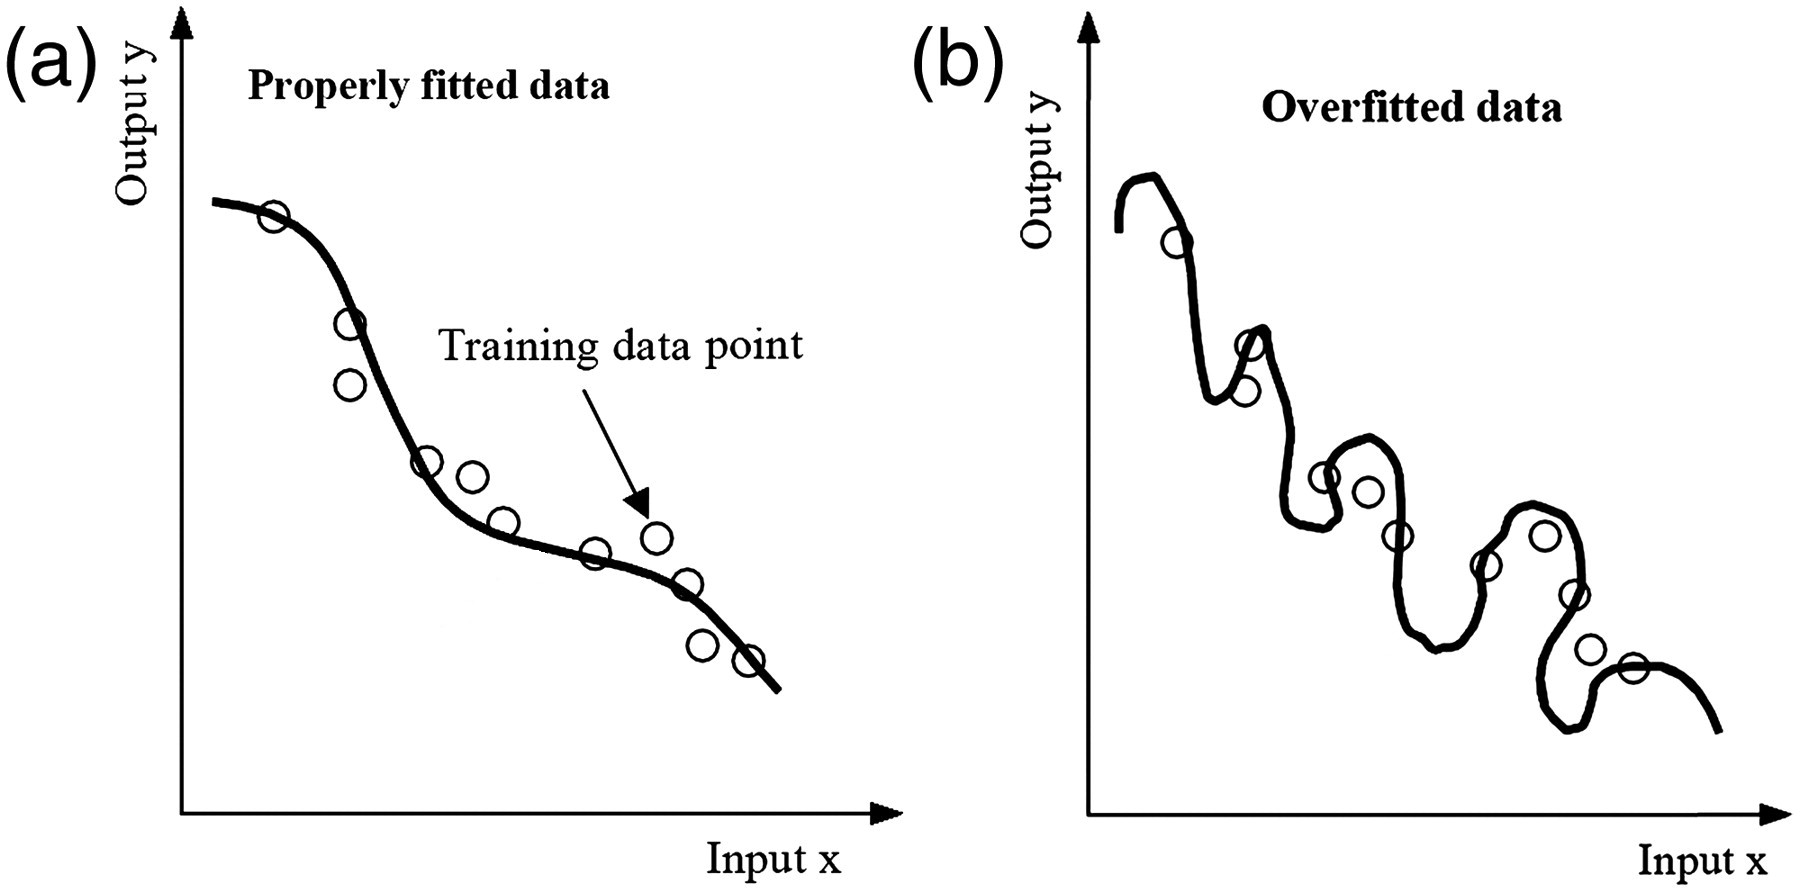 (a)
Output y
Properly fitted data
Training data point
Input x
(b)
Output y
Overfitted data
Input x